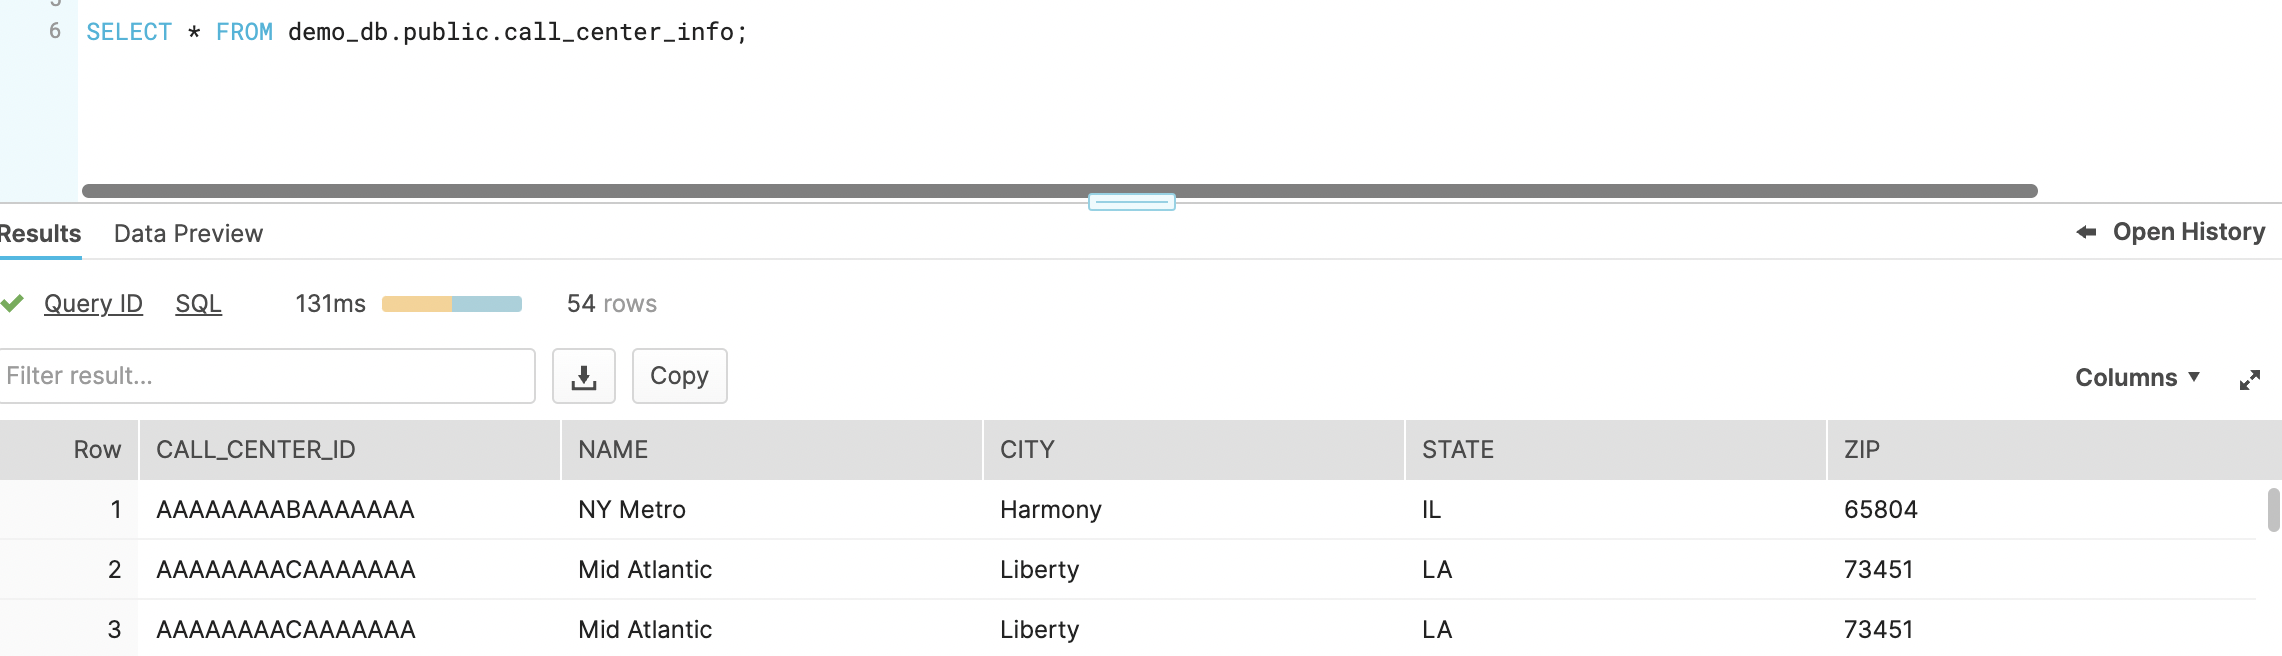 6 SELECT * FROM demo_db.public.call_center_info;
Results Data Preview Open History
Query ID SQL 131ms 54 rows
Filter result... Copy Columns
Row CALL_CENTER_ID NAME CITY STATE ZIP
1 AAAAAAAABAAAAAAA NY Metro Harmony IL 65804
2 AAAAAAAACAAAAAAA Mid Atlantic Liberty LA 73451
3 AAAAAAAACAAAAAAA Mid Atlantic Liberty LA 73451